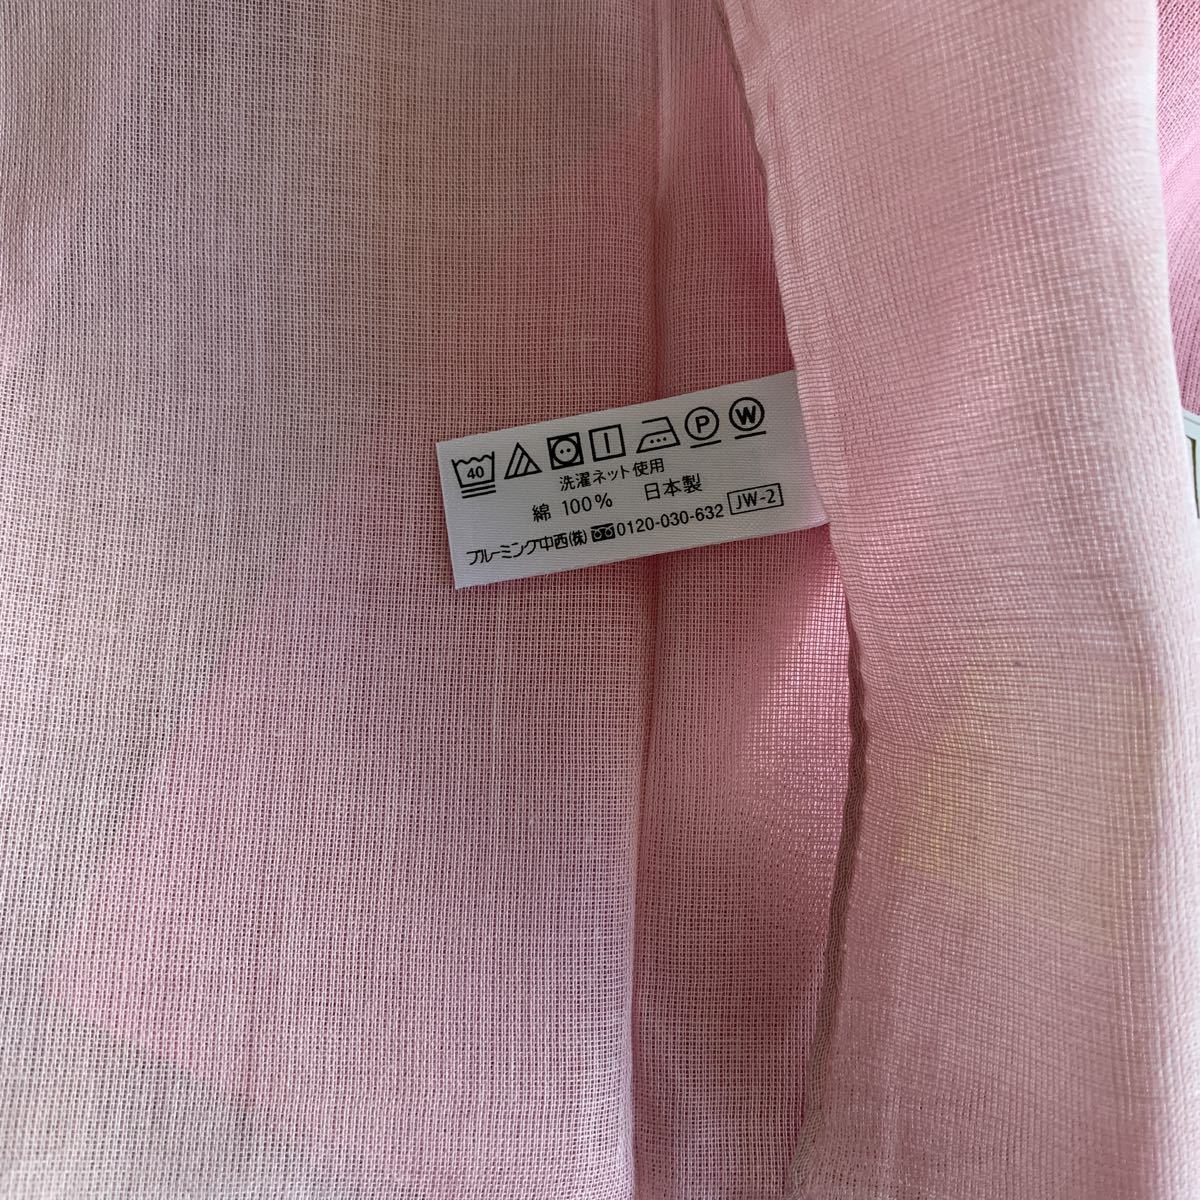 40 P W
洗濯ネット使用
綿 100% 日本製
ブルーミング中西(株) 0120-030-632 JW-2